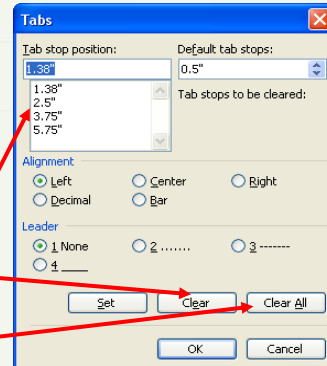 Tabs
Tab stop position:
Default tab stops:
1.38"
0.5"
1.38"
2.5"
3.75"
5.75"
Tab stops to be cleared:
Alignment
Left
Center
Right
Decimal
Bar
Leader
1 None
2 .......
3 -------
4 ___
Set
Clear
Clear All
OK
Cancel